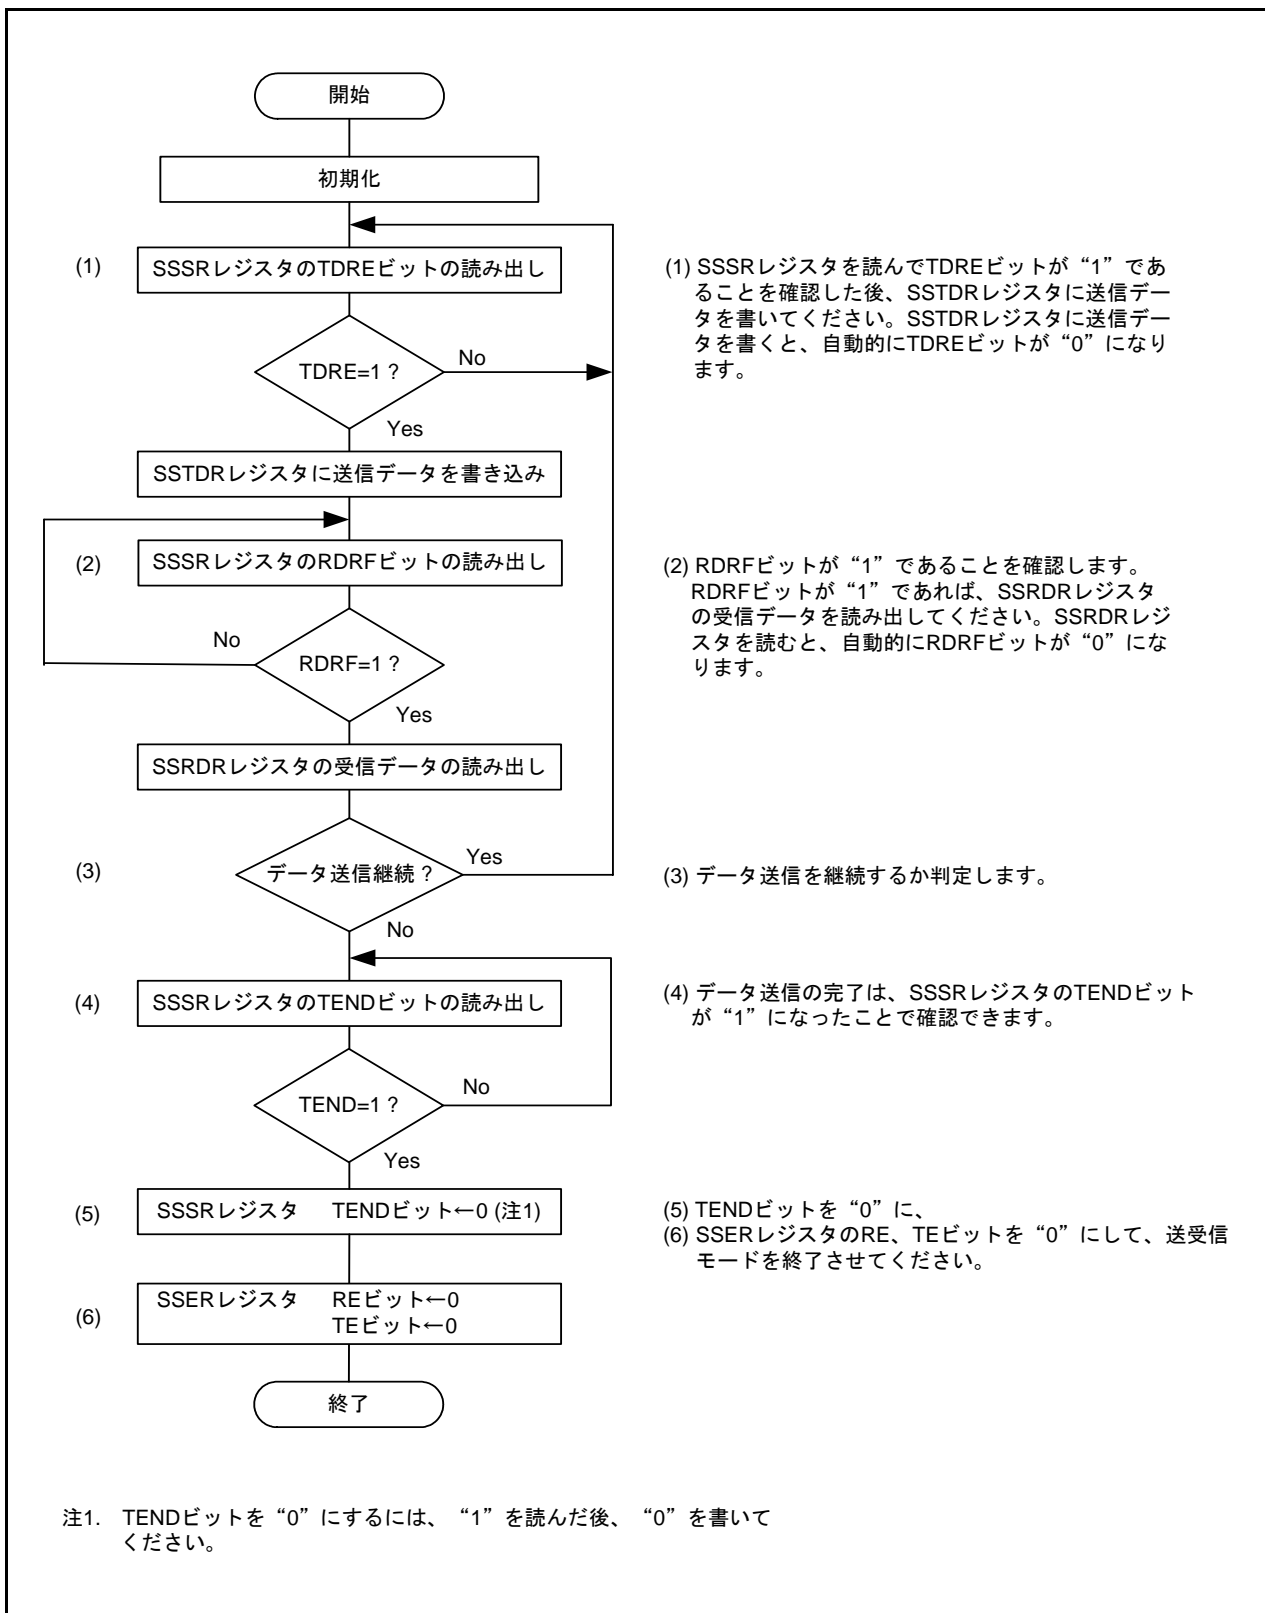 開始
初期化
(1)
SSSRレジスタのTDREビットの読み出し
TDRE=1 ?
No
Yes
SSTDRレジスタに送信データを書き込み
(2)
SSSRレジスタのRDRFビットの読み出し
No
RDRF=1 ?
Yes
SSRDRレジスタの受信データの読み出し
(3)
データ送信継続 ?
Yes
No
(4)
SSSRレジスタのTENDビットの読み出し
TEND=1 ?
No
Yes
(5)
SSSRレジスタ TENDビット←0 (注1)
(6)
SSERレジスタ REビット←0
TEビット←0
終了
(1) SSSRレジスタを読んでTDREビットが“1”であ
ることを確認した後、SSTDRレジスタに送信デー
タを書いてください。SSTDRレジスタに送信デー
タを書くと、自動的にTDREビットが“0”になり
ます。
(2) RDRFビットが“1”であることを確認します。
RDRFビットが“1”であれば、SSRDRレジスタ
の受信データを読み出してください。SSRDRレジ
スタを読むと、自動的にRDRFビットが“0”にな
ります。
(3) データ送信を継続するか判定します。
(4) データ送信の完了は、SSSRレジスタのTENDビット
が“1”になったことで確認できます。
(5) TENDビットを“0”に、
(6) SSERレジスタのRE、TEビットを“0”にして、送受信
モードを終了させてください。
注1. TENDビットを“0”にするには、“1”を読んだ後、“0”を書いて
ください。